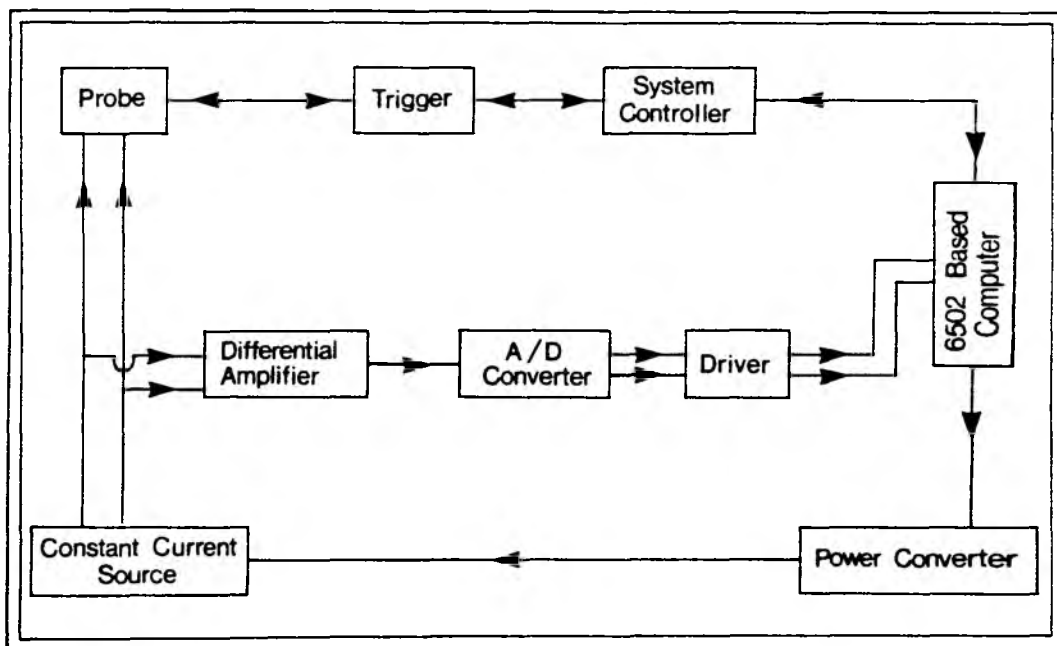 Probe
Trigger
System
Controller
6502 Based
Computer
Differential
Amplifier
A/D
Converter
Driver
Constant Current
Source
Power Converter